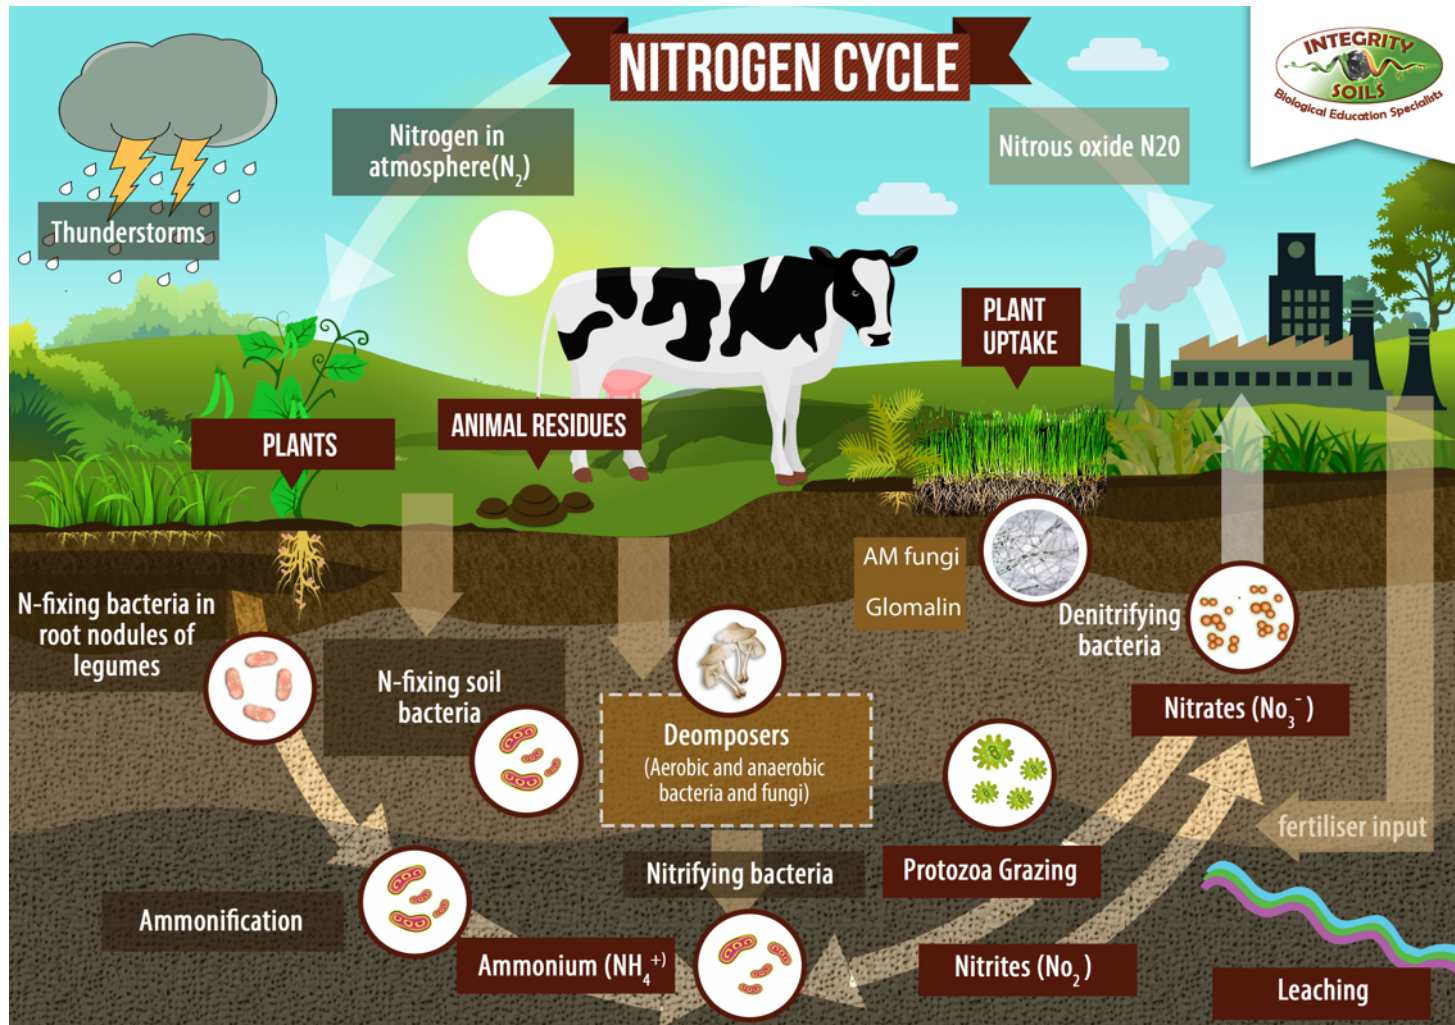 NITROGEN CYCLE
INTEGRITY
SOILS
Biological Education Specialists
Nitrogen in
atmosphere(N₂)
Nitrous oxide N20
Thunderstorms
PLANT
UPTAKE
PLANTS
ANIMAL RESIDUES
AM fungi
Glomalin
N-fixing bacteria in
root nodules of
legumes
Denitrifying
bacteria
N-fixing soil
bacteria
Nitrates (No₃⁻)
Deomposers
(Aerobic and anaerobic
bacteria and fungi)
fertiliser input
Nitrifying bacteria
Protozoa Grazing
Ammonification
Ammonium (NH₄⁺)
Nitrites (No₂)
Leaching